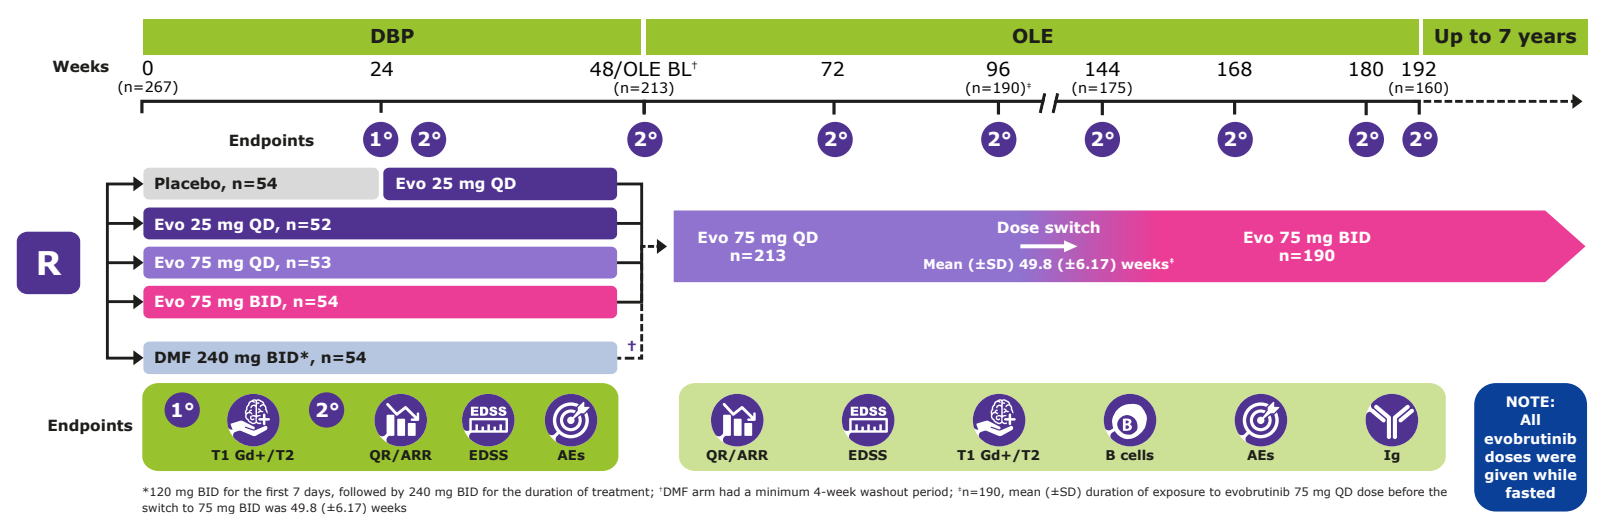 DBP
OLE
Up to 7 years
Weeks
0
24
48/OLE BL†
72
96
144
168
180
192
(n=267)
(n=213)
(n=190)‡
(n=175)
(n=160)
Endpoints
1°
2°
2°
2°
2°
2°
2°
2°
2°
R
Placebo, n=54
Evo 25 mg QD
Evo 25 mg QD, n=52
Evo 75 mg QD, n=53
Evo 75 mg BID, n=54
DMF 240 mg BID*, n=54
†
Evo 75 mg QD
n=213
Dose switch
Mean (±SD) 49.8 (±6.17) weeks‡
Evo 75 mg BID
n=190
Endpoints
1°
T1 Gd+/T2
2°
QR/ARR
EDSS
EDSS
AEs
QR/ARR
EDSS
EDSS
T1 Gd+/T2
B
B cells
AEs
Ig
NOTE:
All
evobrutinib
doses were
given while
fasted
*120 mg BID for the first 7 days, followed by 240 mg BID for the duration of treatment; †DMF arm had a minimum 4-week washout period; ‡n=190, mean (±SD) duration of exposure to evobrutinib 75 mg QD dose before the
switch to 75 mg BID was 49.8 (±6.17) weeks